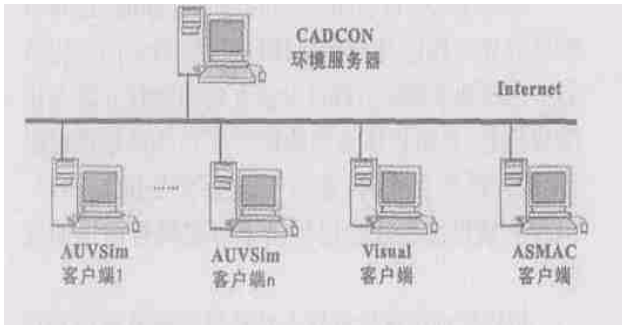 CADCON
环境服务器
Internet
......
AUVSim
客户端1
AUVSim
客户端n
Visual
客户端
ASMAC
客户端